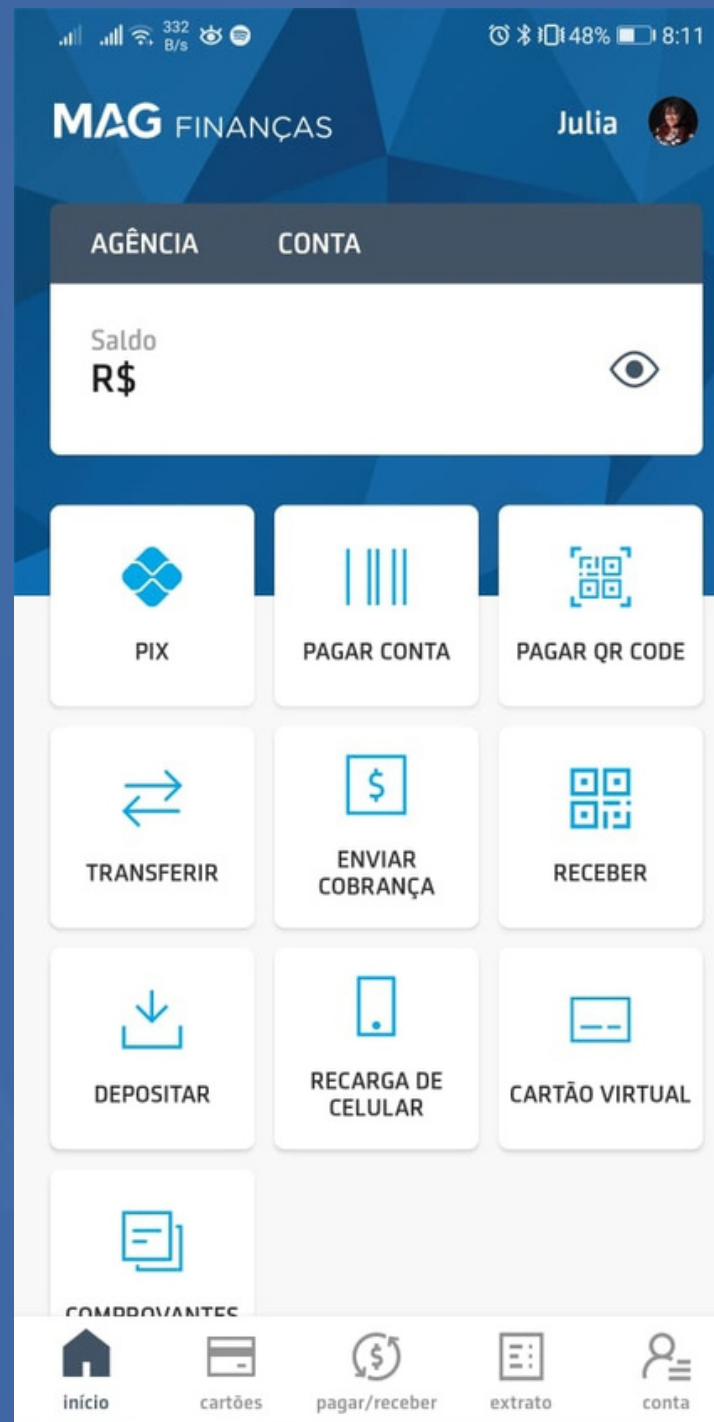 332
B/s
48% 8:11
MAG FINANÇAS
Julia
AGÊNCIA CONTA
Saldo
R$
PIX
PAGAR CONTA
PAGAR QR CODE
TRANSFERIR
ENVIAR
COBRANÇA
RECEBER
DEPOSITAR
RECARGA DE
CELULAR
CARTÃO VIRTUAL
COMPROVANTES
início
cartões
pagar/receber
extrato
conta